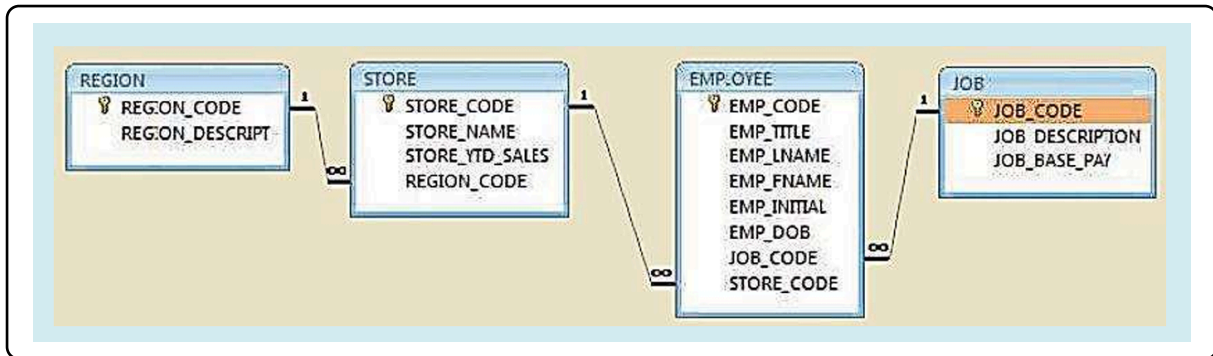 REGION
REGION_CODE
REGION_DESCRIPT
1
∞
STORE
STORE_CODE
STORE_NAME
STORE_YTD_SALES
REGION_CODE
1
∞
EMPLOYEE
EMP_CODE
EMP_TITLE
EMP_LNAME
EMP_FNAME
EMP_INITIAL
EMP_DOB
JOB_CODE
STORE_CODE
1
∞
JOB
JOB_CODE
JOB_DESCRIPTION
JOB_BASE_PAY